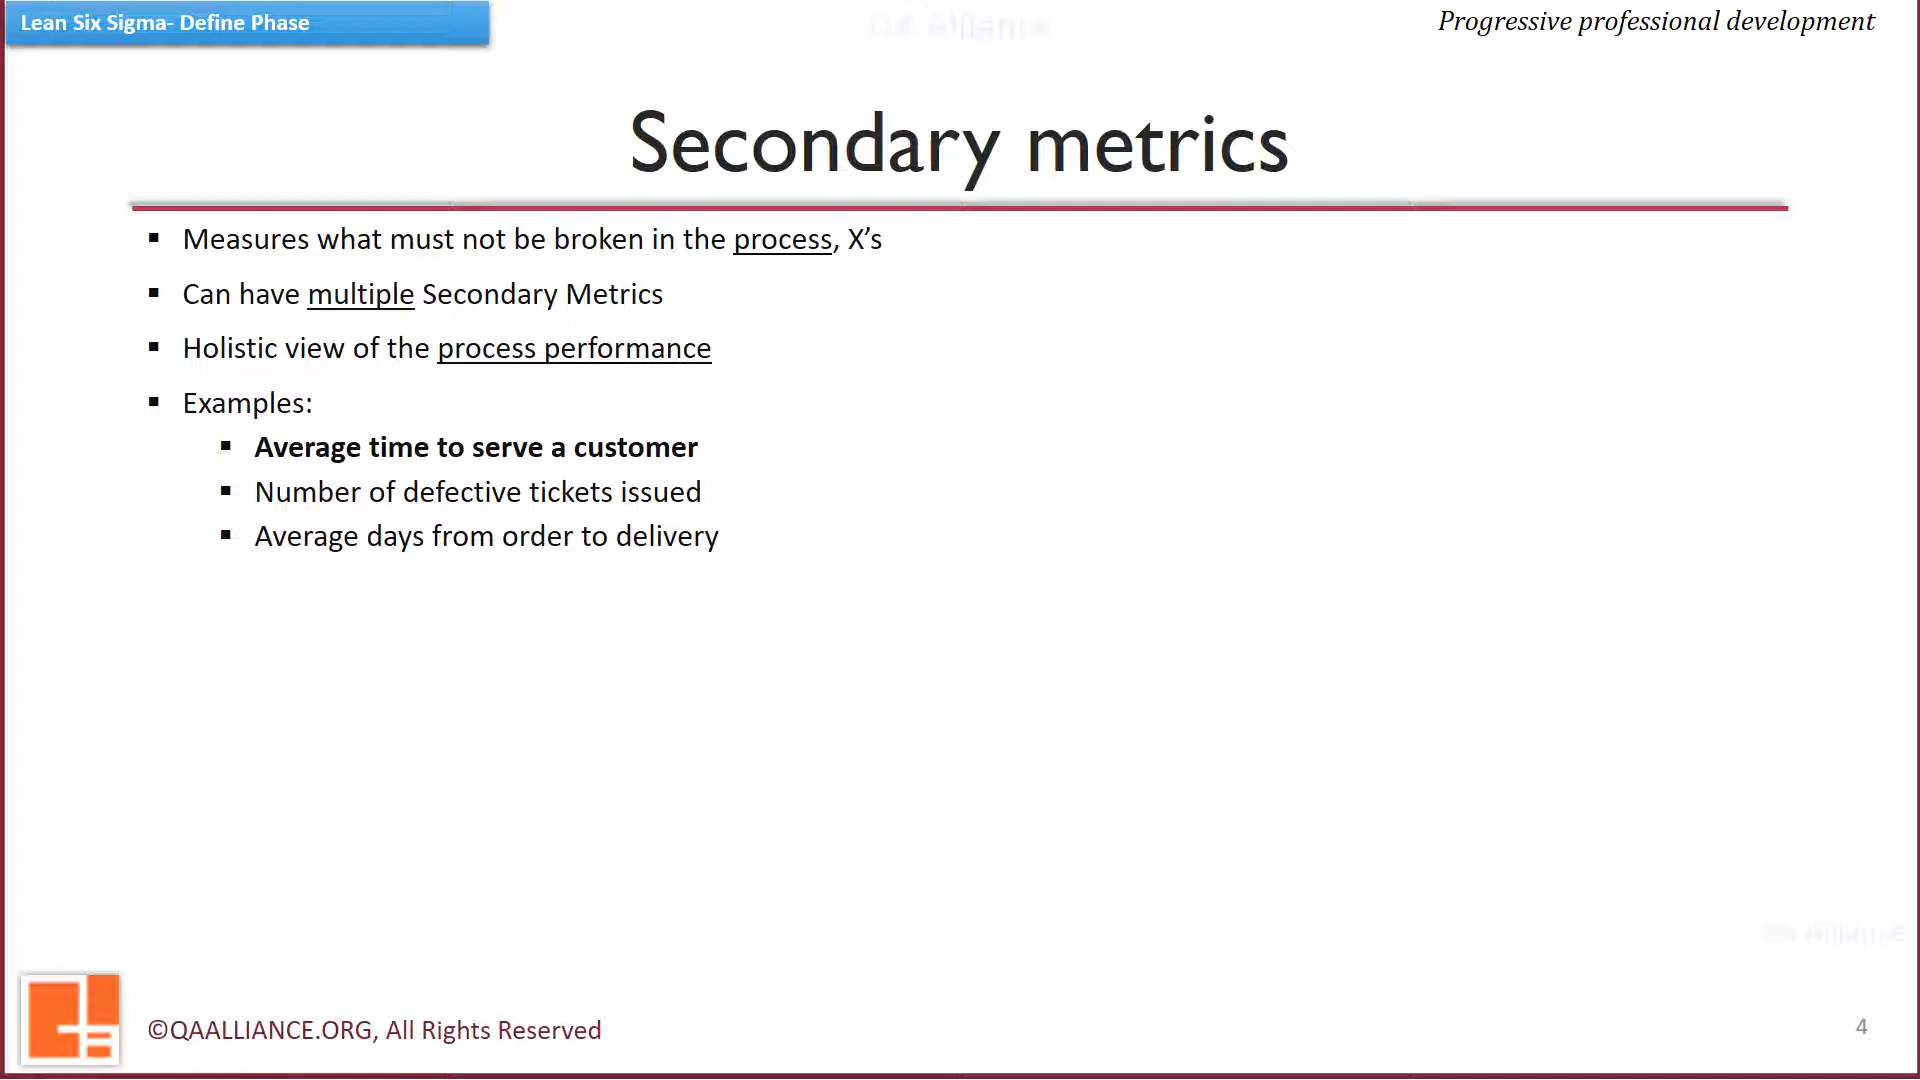 Lean Six Sigma- Define Phase
Progressive professional development
Secondary metrics
▪ Measures what must not be broken in the process, X’s
▪ Can have multiple Secondary Metrics
▪ Holistic view of the process performance
▪ Examples:
▪ Average time to serve a customer
▪ Number of defective tickets issued
▪ Average days from order to delivery
©QAALLIANCE.ORG, All Rights Reserved
4